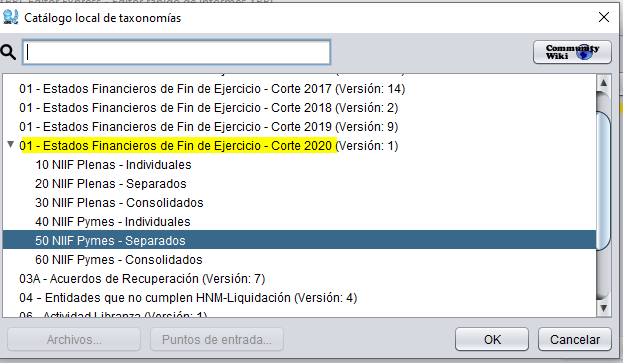 Catálogo local de taxonomías
Community
Wiki
01 - Estados Financieros de Fin de Ejercicio - Corte 2017 (Versión: 14)
01 - Estados Financieros de Fin de Ejercicio - Corte 2018 (Versión: 2)
01 - Estados Financieros de Fin de Ejercicio - Corte 2019 (Versión: 9)
01 - Estados Financieros de Fin de Ejercicio - Corte 2020 (Versión: 1)
10 NIIF Plenas - Individuales
20 NIIF Plenas - Separados
30 NIIF Plenas - Consolidados
40 NIIF Pymes - Individuales
50 NIIF Pymes - Separados
60 NIIF Pymes - Consolidados
03A - Acuerdos de Recuperación (Versión: 7)
04 - Entidades que no cumplen HNM-Liquidación (Versión: 4)
06 - Actividad Libranza (Versión: 1)
Archivos...
Puntos de entrada...
OK
Cancelar